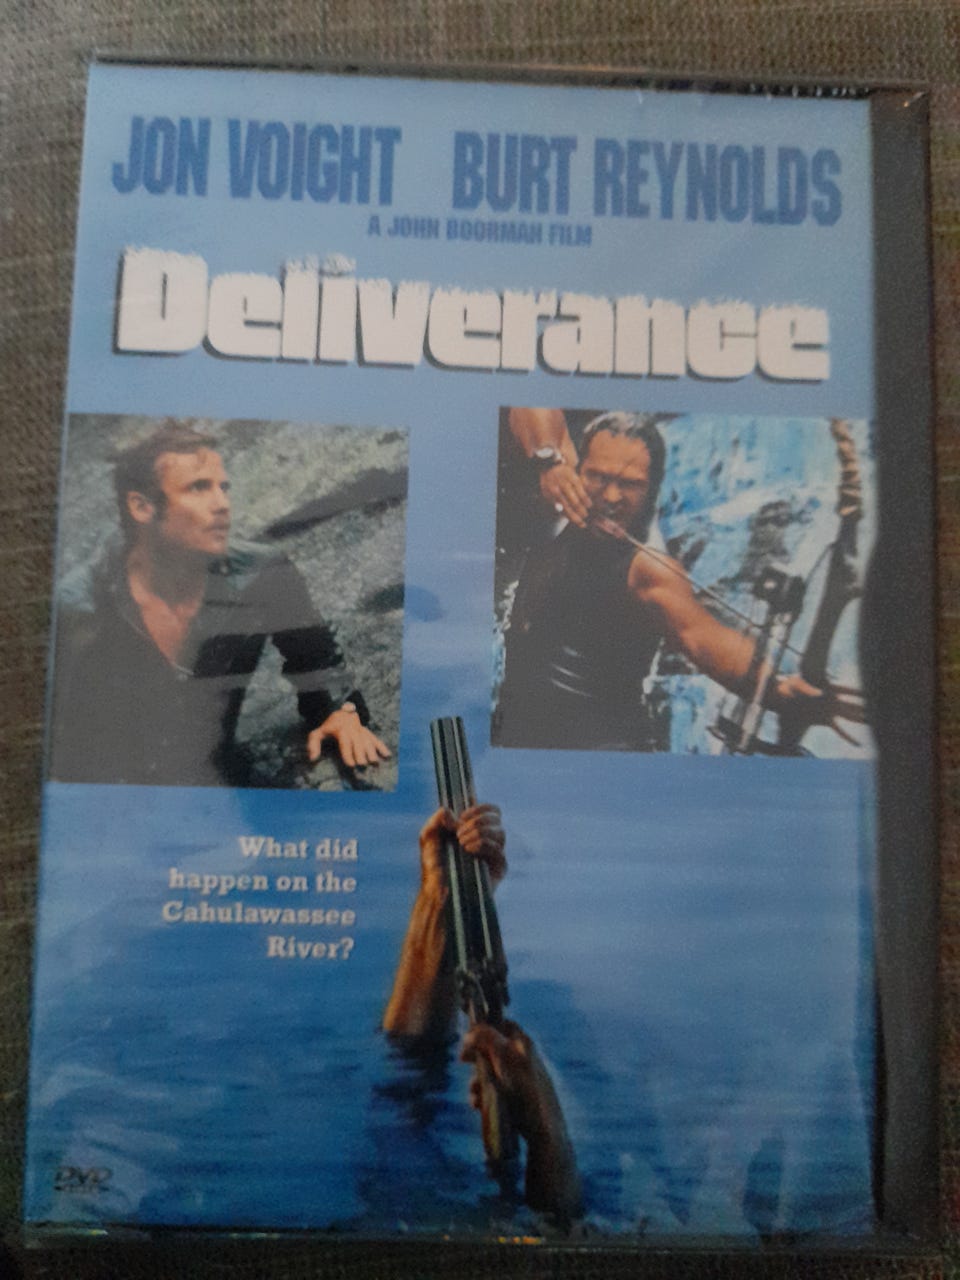 JON VOIGHT BURT REYNOLDS
A JOHN BOORMAN FILM
Deliverance
What did
happen on the
Cahulawassee
River?
DVD